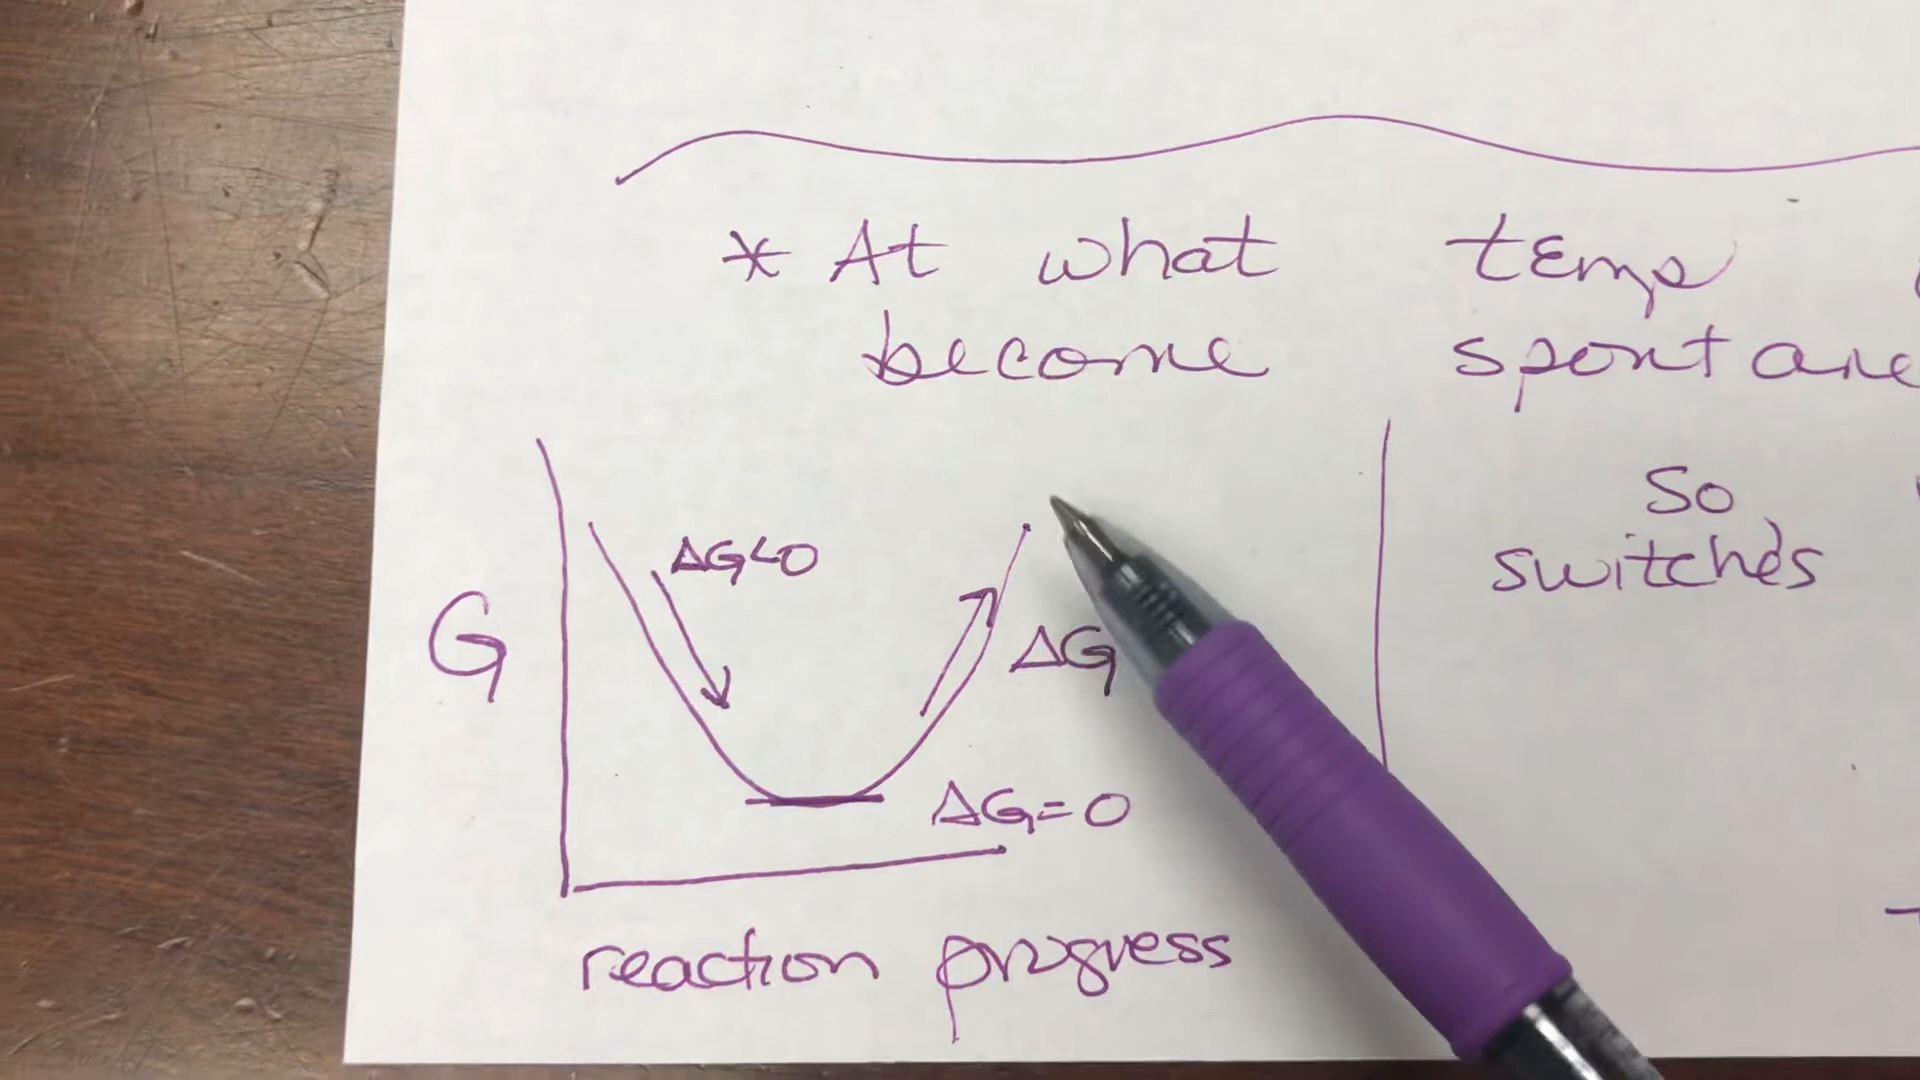 * At what temp
become spontane
So
switches
ΔG<0
G
ΔG
ΔG=0
reaction progress